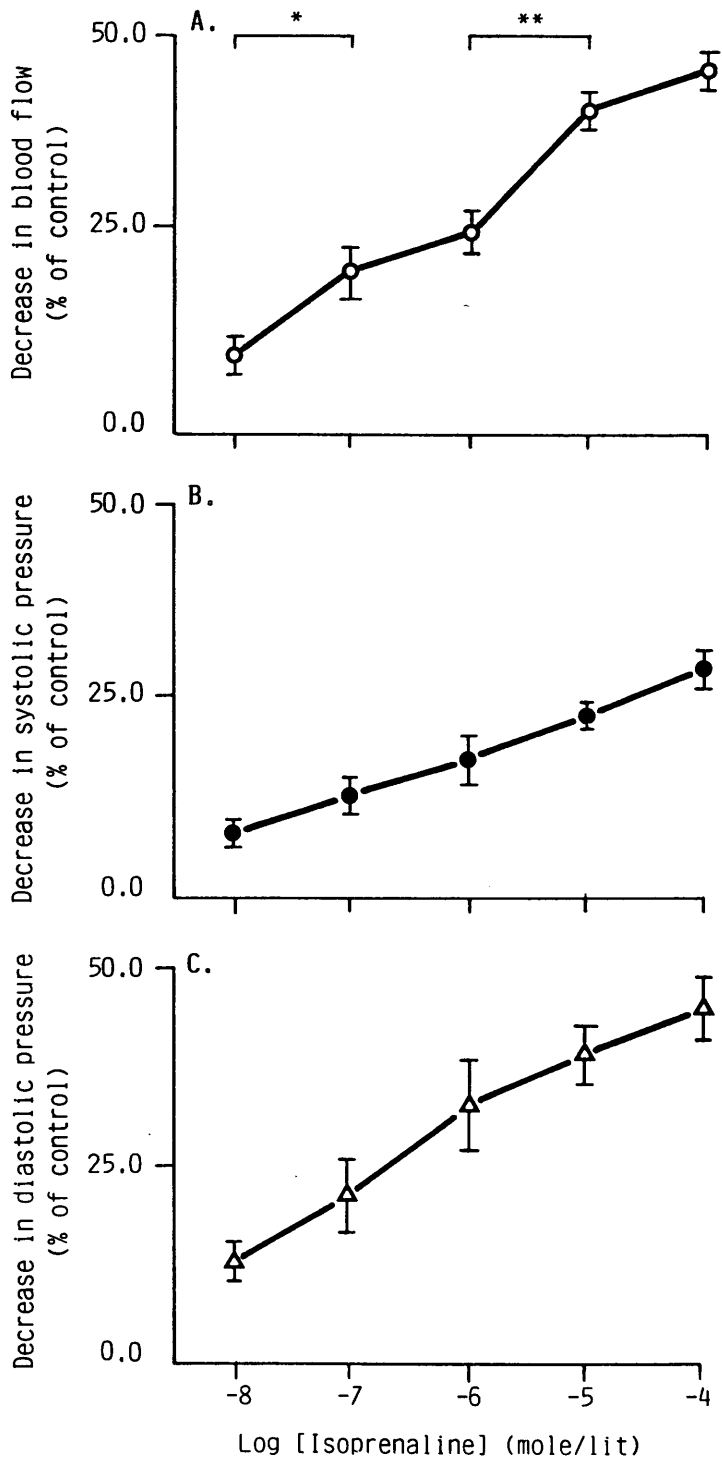 A.
*
**
50.0
25.0
0.0
Decrease in blood flow
(% of control)
B.
50.0
25.0
0.0
Decrease in systolic pressure
(% of control)
C.
50.0
25.0
0.0
Decrease in diastolic pressure
(% of control)
-8 -7 -6 -5 -4
Log [Isoprenaline] (mole/lit)